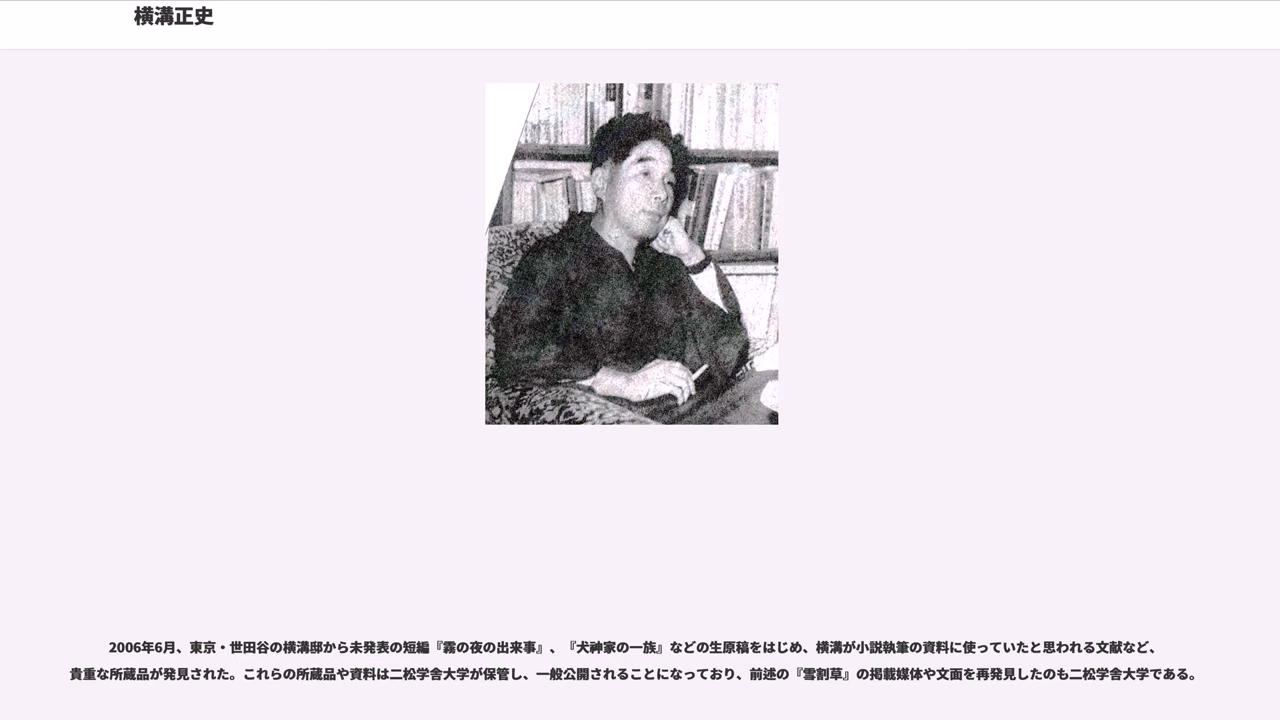 横溝正史
2006年6月、東京・世田谷の横溝邸から未発表の短編『霧の夜の出来事』、『犬神家の一族』などの生原稿をはじめ、横溝が小説執筆の資料に使っていたと思われる文献など、
貴重な所蔵品が発見された。これらの所蔵品や資料は二松学舎大学が保管し、一般公開されることになっており、前述の『雪割草』の掲載媒体や文面を再発見したのも二松学舎大学である。